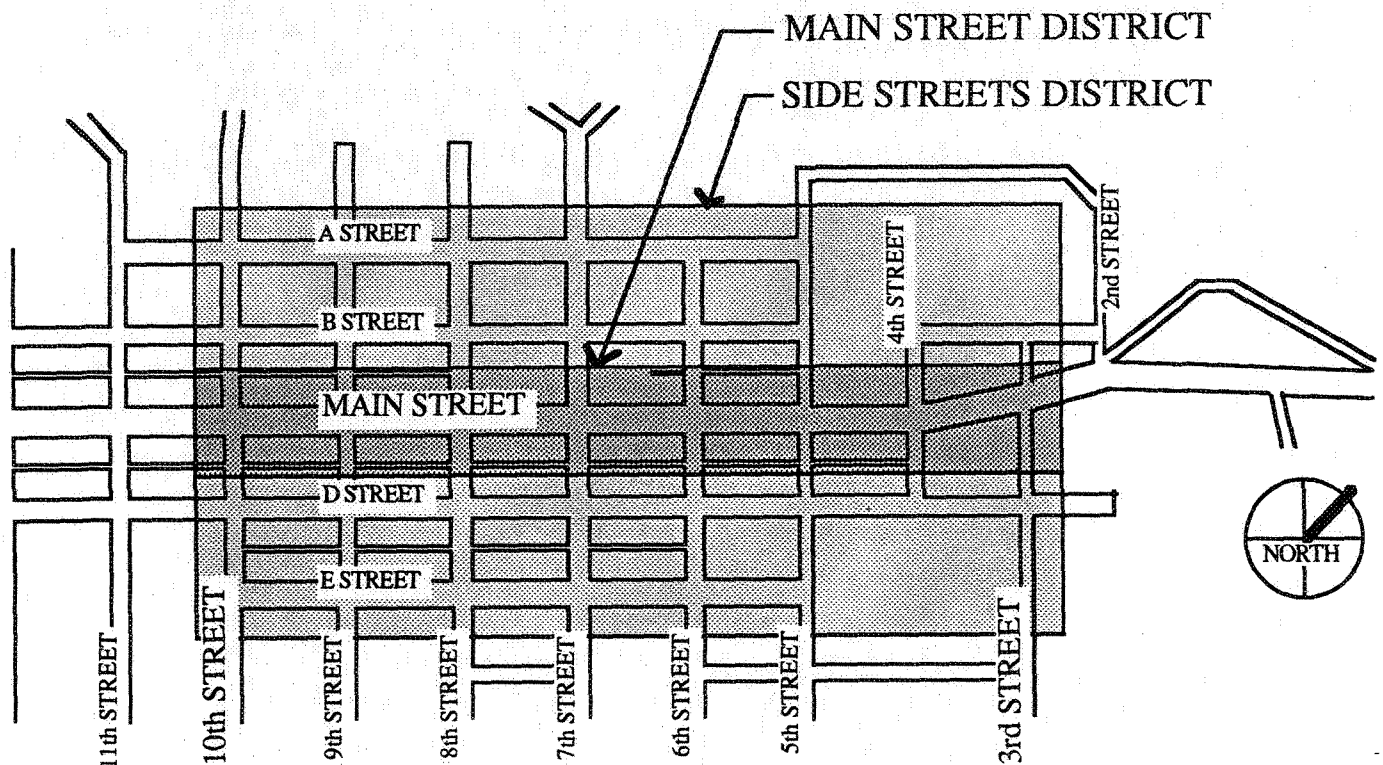 MAIN STREET DISTRICT
SIDE STREETS DISTRICT
A STREET
4th STREET
2nd STREET
B STREET
MAIN STREET
D STREET
NORTH
E STREET
11th STREET
10th STREET
9th STREET
8th STREET
7th STREET
6th STREET
5th STREET
3rd STREET